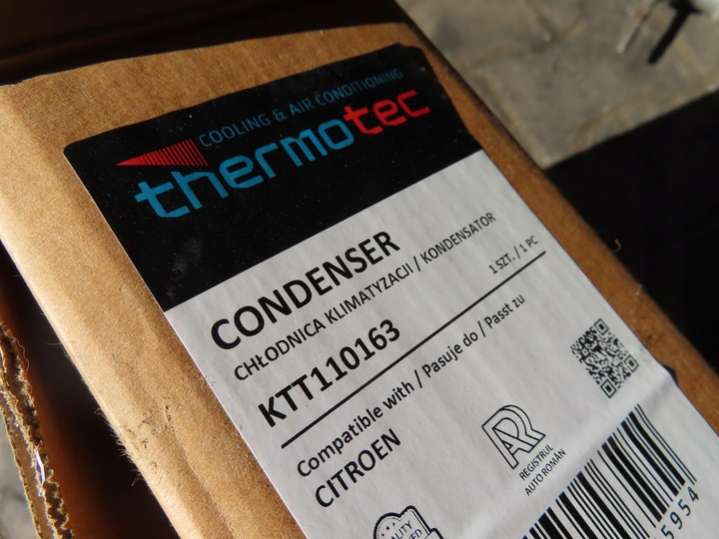 COOLING & AIR CONDITIONING
thermotec
CONDENSER
CHŁODNICA KLIMATYZACJI / KONDENSATOR
1 SZT. / 1 PC
KTT110163
Compatible with / Pasuje do / Passt zu
CITROEN
REGISTRUL
AUTO ROMÂN
5954